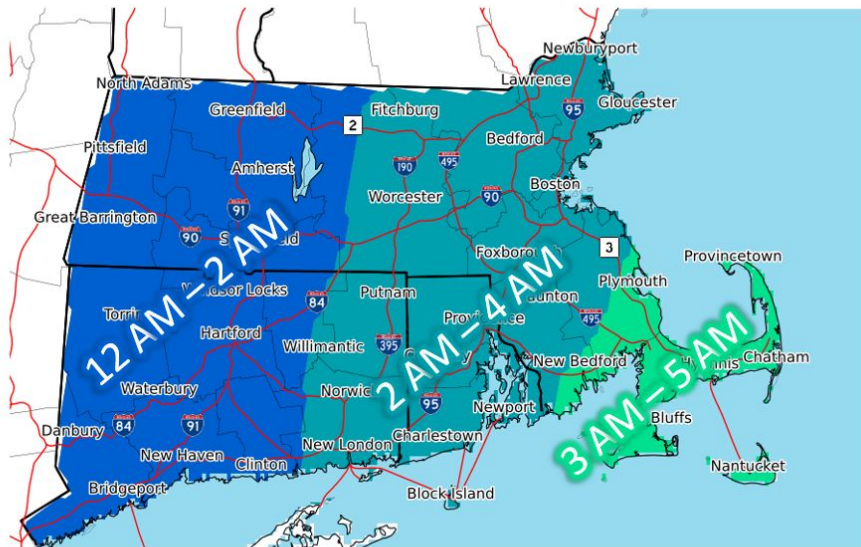 Newburyport
Lawrence
North Adams
Greenfield
Fitchburg
95
Gloucester
2
Bedford
Pittsfield
190
495
Amherst
Worcester
Boston
Great Barrington
91
90
90
Foxboro
3
Provincetown
12 AM – 2 AM
2 AM – 4 AM
3 AM – 5 AM
Plymouth
Windsor Locks
84
Putnam
495
Hartford
Willimantic
395
New Bedford
Chatham
Waterbury
95
Newport
Bluffs
Danbury
84
91
New Haven
Clinton
New London
Charlestown
Nantucket
Bridgeport
Block Island